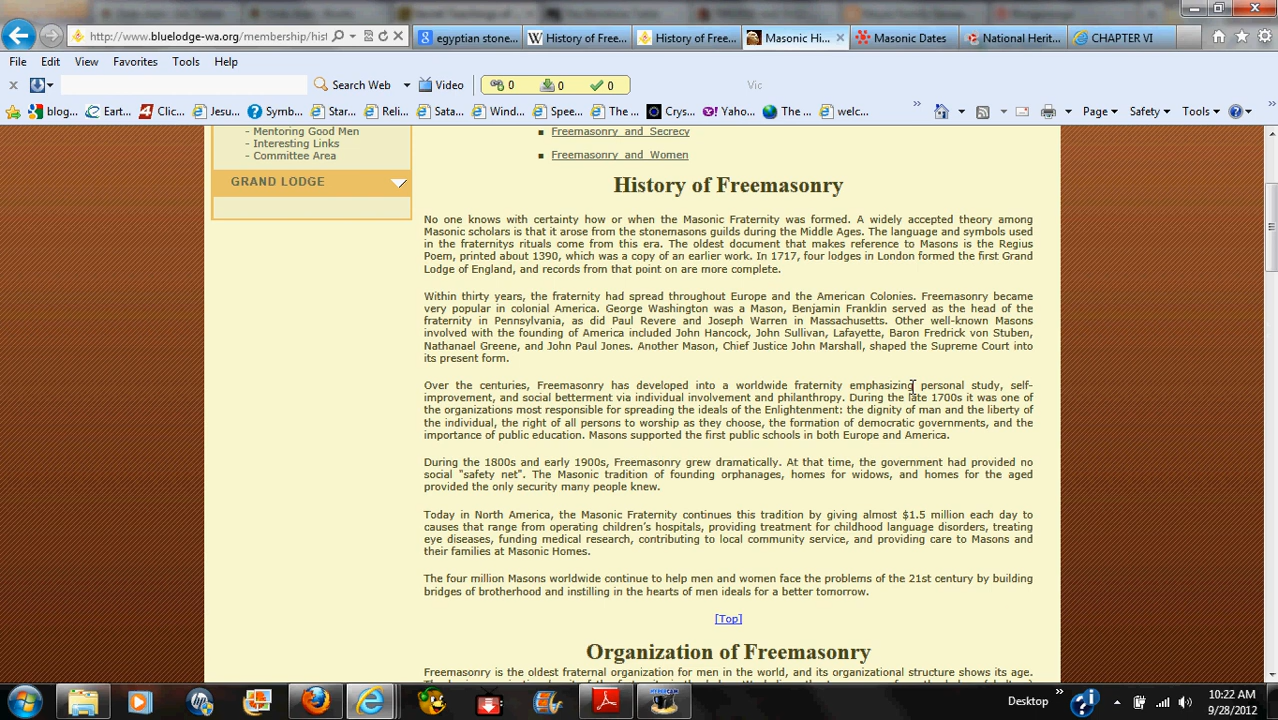 http://www.bluelodge-wa.org/membership/hist
egyptian stone...
History of Free...
History of Free...
Masonic Hi...
Masonic Dates
National Herit...
CHAPTER VI
File Edit View Favorites Tools Help
Search Web
Video
0 0 0
Vic
blog... Eart... Clic... Jesu... Symb... Star... Reli... Sata... Wind... Spee... The ... Crys... Yaho... The ... welc...
Page Safety Tools
- Mentoring Good Men
- Interesting Links
- Committee Area
GRAND LODGE
Freemasonry and Secrecy
Freemasonry and Women
History of Freemasonry
No one knows with certainty how or when the Masonic Fraternity was formed. A widely accepted theory among
Masonic scholars is that it arose from the stonemasons guilds during the Middle Ages. The language and symbols used
in the fraternitys rituals come from this era. The oldest document that makes reference to Masons is the Regius
Poem, printed about 1390, which was a copy of an earlier work. In 1717, four lodges in London formed the first Grand
Lodge of England, and records from that point on are more complete.
Within thirty years, the fraternity had spread throughout Europe and the American Colonies. Freemasonry became
very popular in colonial America. George Washington was a Mason, Benjamin Franklin served as the head of the
fraternity in Pennsylvania, as did Paul Revere and Joseph Warren in Massachusetts. Other well-known Masons
involved with the founding of America included John Hancock, John Sullivan, Lafayette, Baron Fredrick von Stuben,
Nathanael Greene, and John Paul Jones. Another Mason, Chief Justice John Marshall, shaped the Supreme Court into
its present form.
Over the centuries, Freemasonry has developed into a worldwide fraternity emphasizing personal study, self-
improvement, and social betterment via individual involvement and philanthropy. During the late 1700s it was one of
the organizations most responsible for spreading the ideals of the Enlightenment: the dignity of man and the liberty of
the individual, the right of all persons to worship as they choose, the formation of democratic governments, and the
importance of public education. Masons supported the first public schools in both Europe and America.
During the 1800s and early 1900s, Freemasonry grew dramatically. At that time, the government had provided no
social "safety net". The Masonic tradition of founding orphanages, homes for widows, and homes for the aged
provided the only security many people knew.
Today in North America, the Masonic Fraternity continues this tradition by giving almost $1.5 million each day to
causes that range from operating children's hospitals, providing treatment for childhood language disorders, treating
eye diseases, funding medical research, contributing to local community service, and providing care to Masons and
their families at Masonic Homes.
The four million Masons worldwide continue to help men and women face the problems of the 21st century by building
bridges of brotherhood and instilling in the hearts of men ideals for a better tomorrow.
[Top]
Organization of Freemasonry
Freemasonry is the oldest fraternal organization for men in the world, and its organizational structure shows its age.
Desktop
10:22 AM
9/28/2012